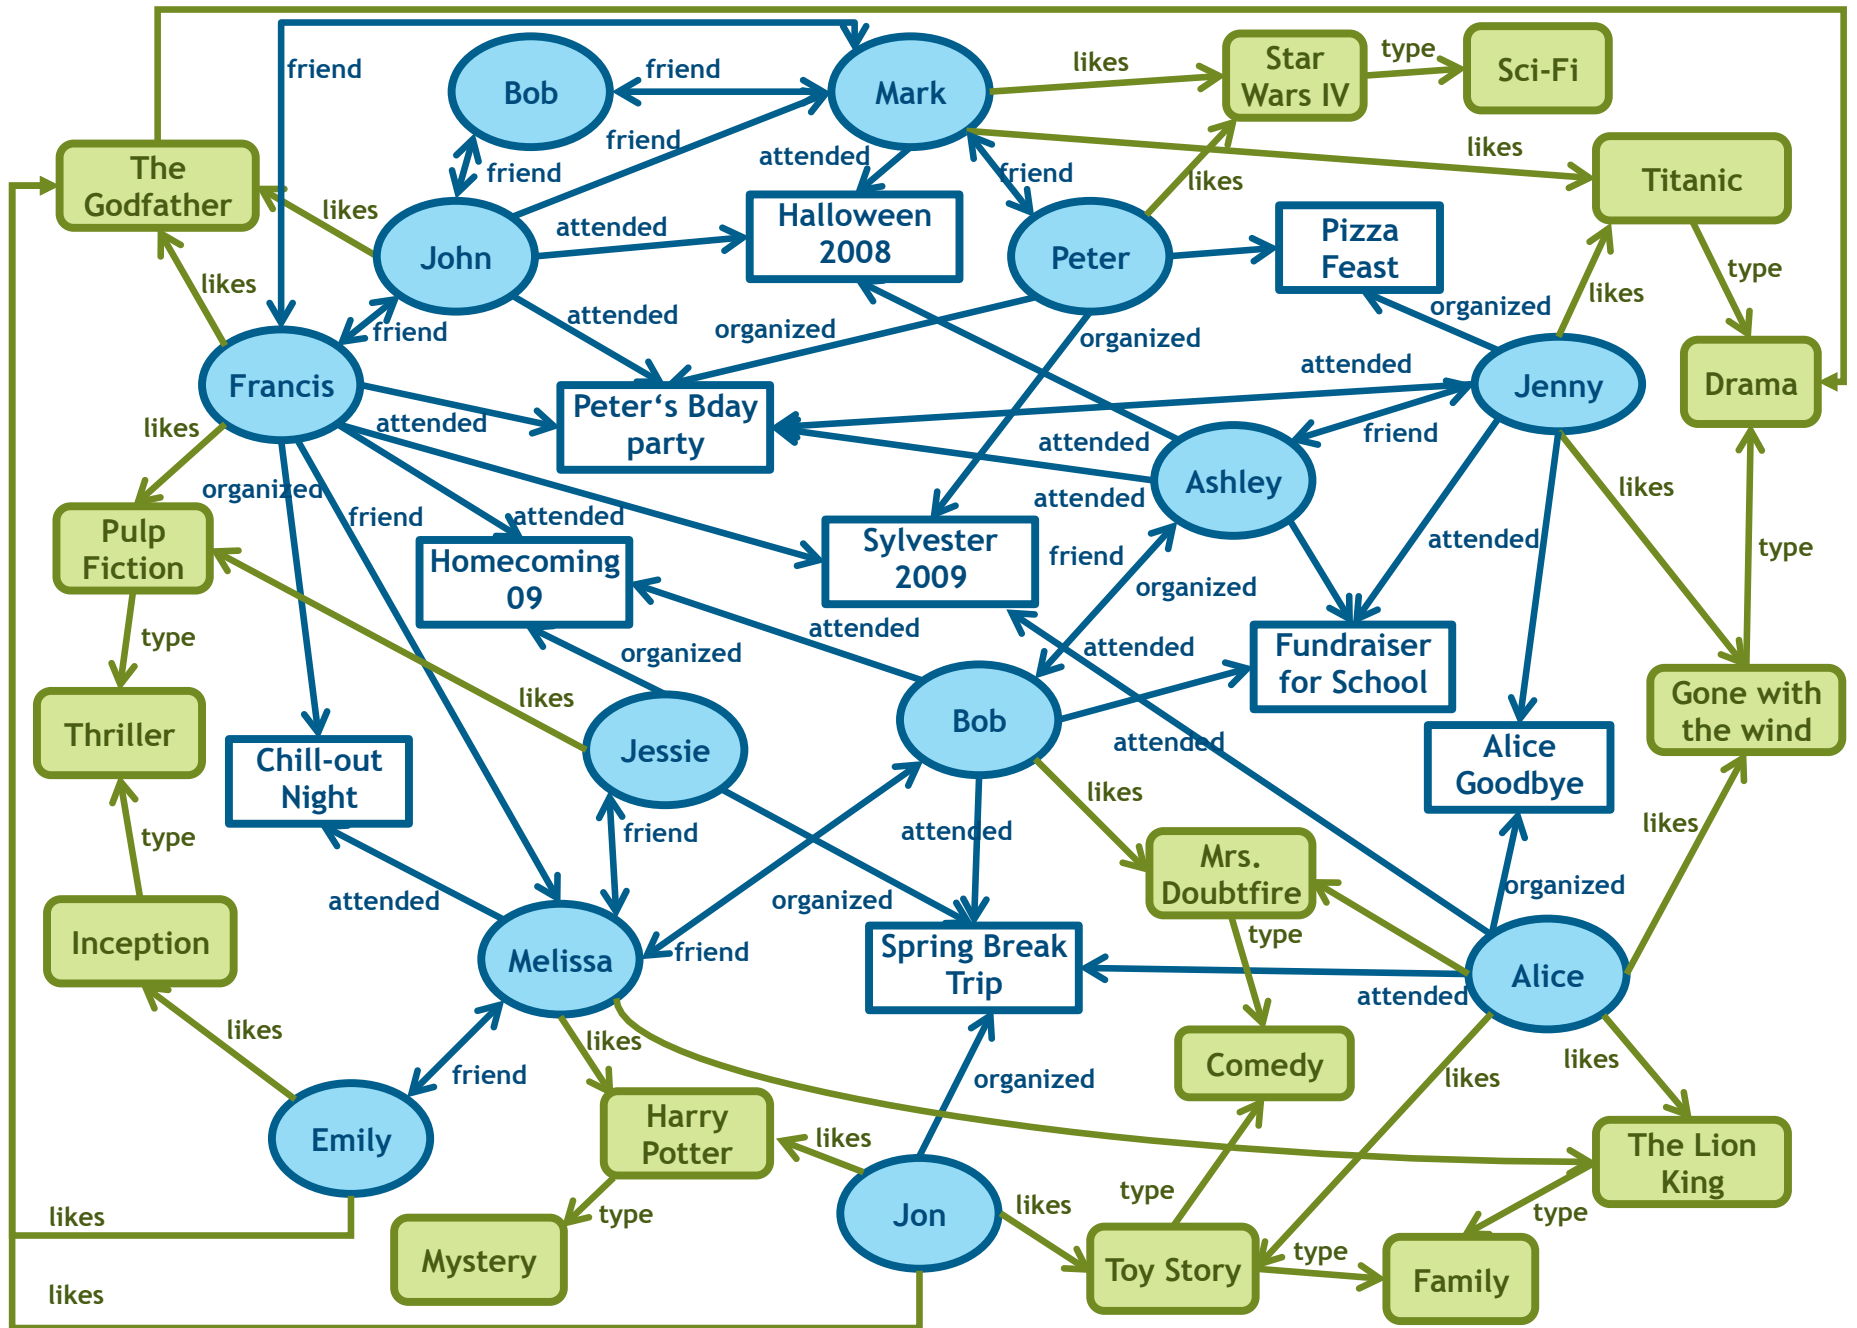 friend
Bob
friend
Mark
likes
Star
Wars IV
type
Sci-Fi
The
Godfather
likes
friend
friend
attended
friend
likes
likes
Titanic
John
attended
Halloween
2008
Peter
Pizza
Feast
likes
type
likes
friend
attended
organized
organized
organized
Francis
attended
Peter‘s Bday
party
attended
Jenny
Drama
likes
attended
friend
Ashley
likes
organized
friend
attended
attended
Pulp
Fiction
Homecoming
09
Sylvester
2009
friend
organized
attended
type
type
organized
attended
attended
Fundraiser
for School
likes
Thriller
Jessie
Bob
attended
Gone with
the wind
Chill-out
Night
Alice
Goodbye
type
friend
attended
likes
likes
Mrs.
Doubtfire
attended
organized
organized
Inception
Melissa
friend
Spring Break
Trip
type
attended
Alice
likes
likes
friend
organized
Comedy
likes
likes
Emily
Harry
Potter
likes
The Lion
King
likes
type
Jon
likes
type
type
Mystery
Toy Story
type
Family
likes